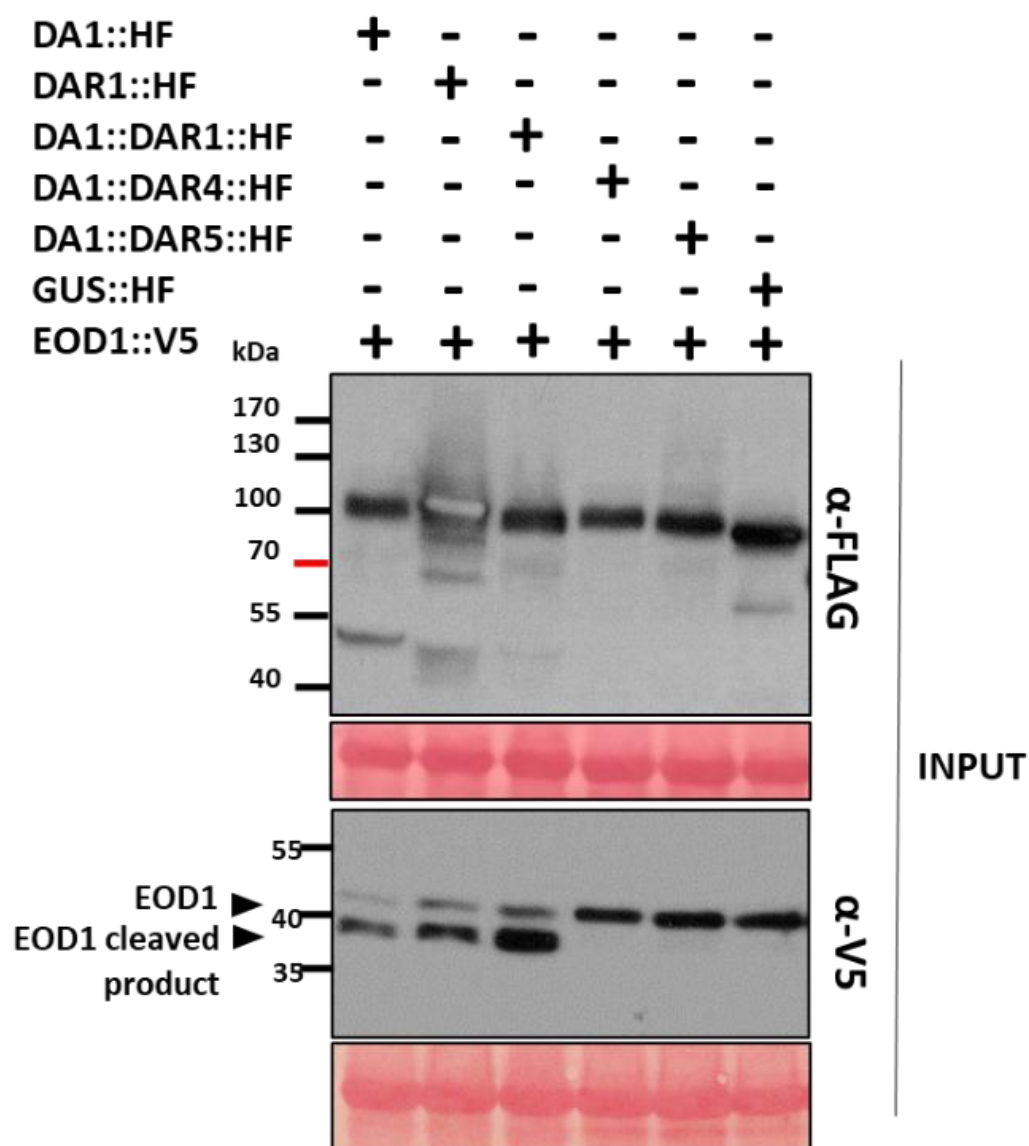 DA1::HF + - - - - -
DAR1::HF - + - - - -
DA1::DAR1::HF - - + - - -
DA1::DAR4::HF - - - + - -
DA1::DAR5::HF - - - - + -
GUS::HF - - - - - +
EOD1::V5 + + + + + +
kDa
170
130
100
70
55
40
α-FLAG
INPUT
55
EOD1
40
EOD1 cleaved
product
35
α-V5